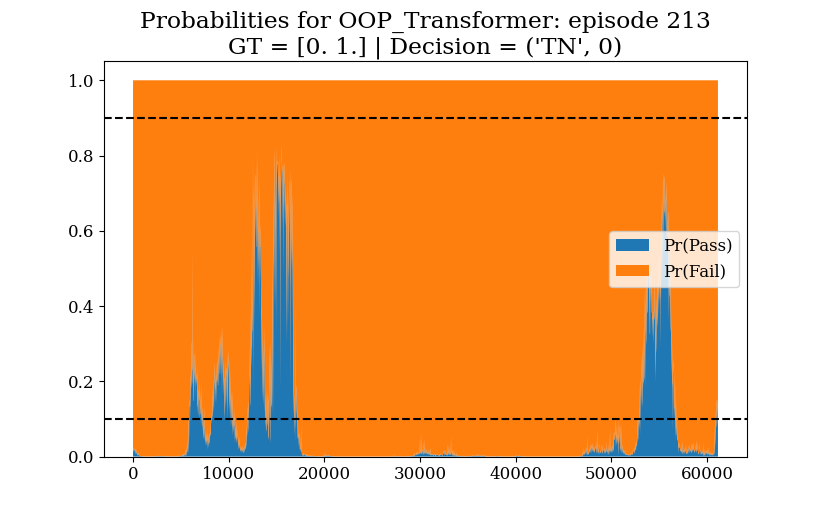 Probabilities for OOP_Transformer: episode 213
GT = [0. 1.] | Decision = ('TN', 0)
1.0
0.8
0.6
0.4
0.2
0.0
Pr(Pass)
Pr(Fail)
0 10000 20000 30000 40000 50000 60000